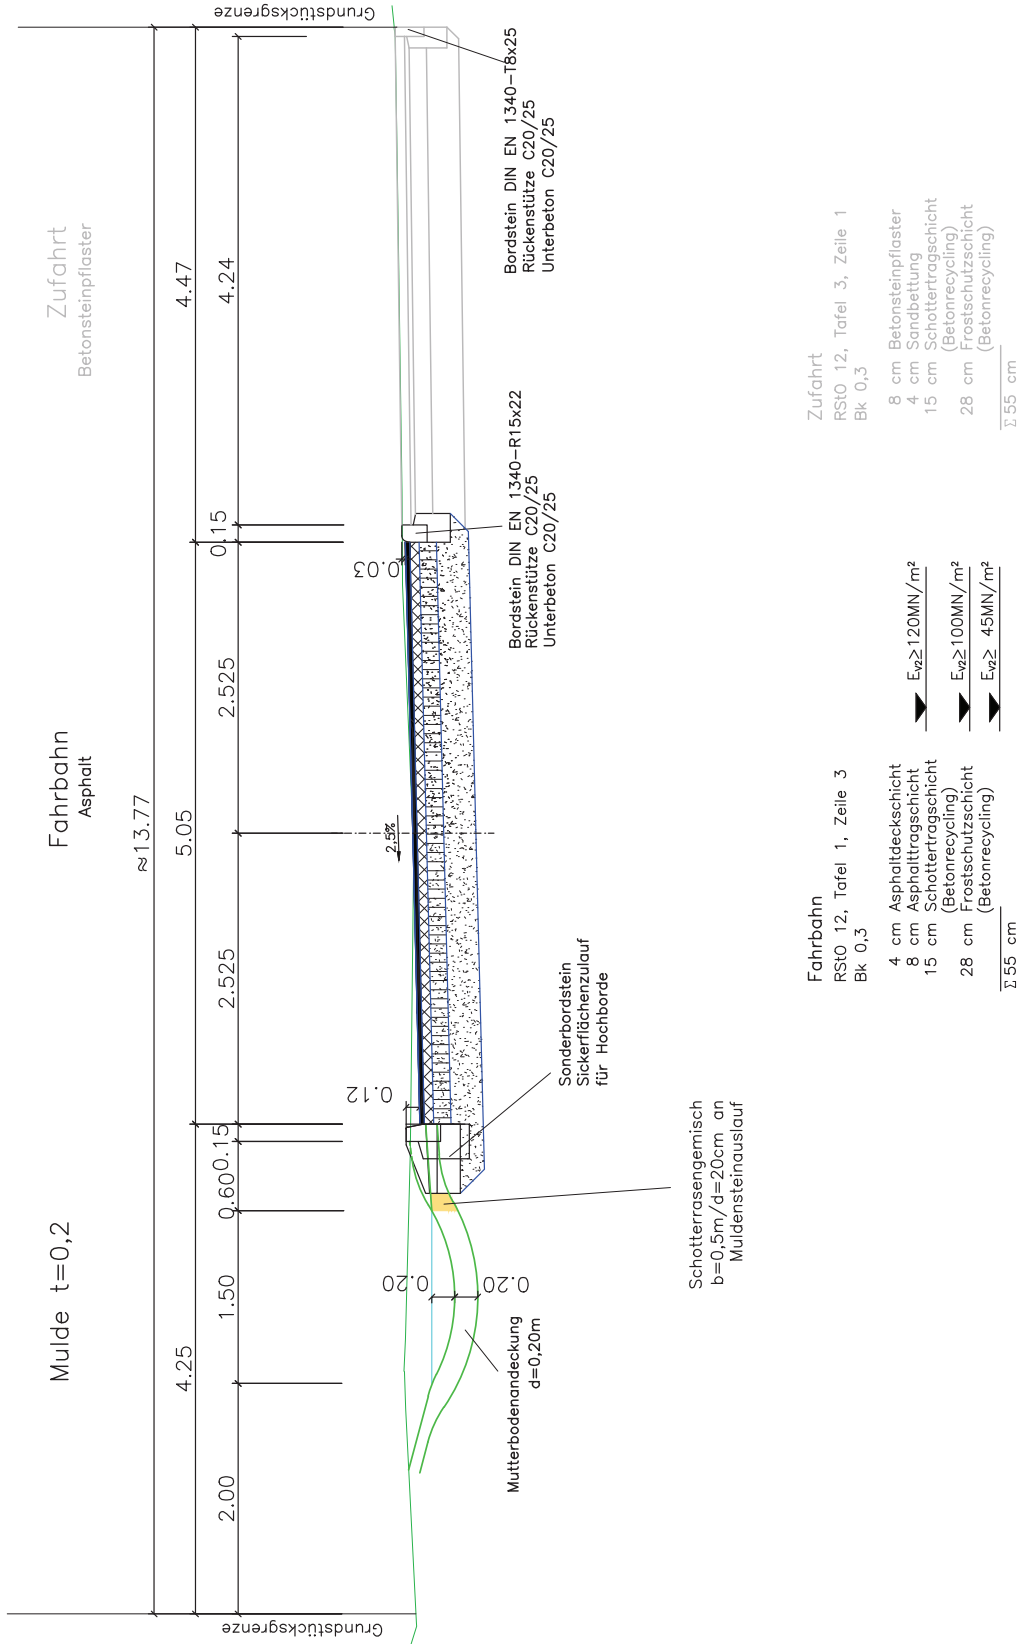 Mulde t=0,2
Fahrbahn
Asphalt
Zufahrt
Betonsteinpflaster
≈13.77
4.25
5.05
4.47
2.00
1.50
0.60
0.15
2.525
2.525
0.15
4.24
Grundstücksgrenze
Grundstücksgrenze
0.12
0.03
2,5%
0.20
0.20
Mutterbodenandeckung
d=0,20m
Schotterrasengemisch
b=0,5m/d=20cm an
Muldensteinauslauf
Sonderbordstein
Sickerflächenzulauf
für Hochborde
Bordstein DIN EN 1340-R15x22
Rückenstütze C20/25
Unterbeton C20/25
Bordstein DIN EN 1340-T8x25
Rückenstütze C20/25
Unterbeton C20/25
Fahrbahn
RStO 12, Tafel 1, Zeile 3
Bk 0,3
4 cm Asphaltdeckschicht
8 cm Asphalttragschicht
15 cm Schottertragschicht
(Betonrecycling)
28 cm Frostschutzschicht
(Betonrecycling)
Σ55 cm
Ev2≥120MN/m²
Ev2≥100MN/m²
Ev2≥ 45MN/m²
Zufahrt
RStO 12, Tafel 3, Zeile 1
Bk 0,3
8 cm Betonsteinpflaster
4 cm Sandbettung
15 cm Schottertragschicht
(Betonrecycling)
28 cm Frostschutzschicht
(Betonrecycling)
Σ55 cm